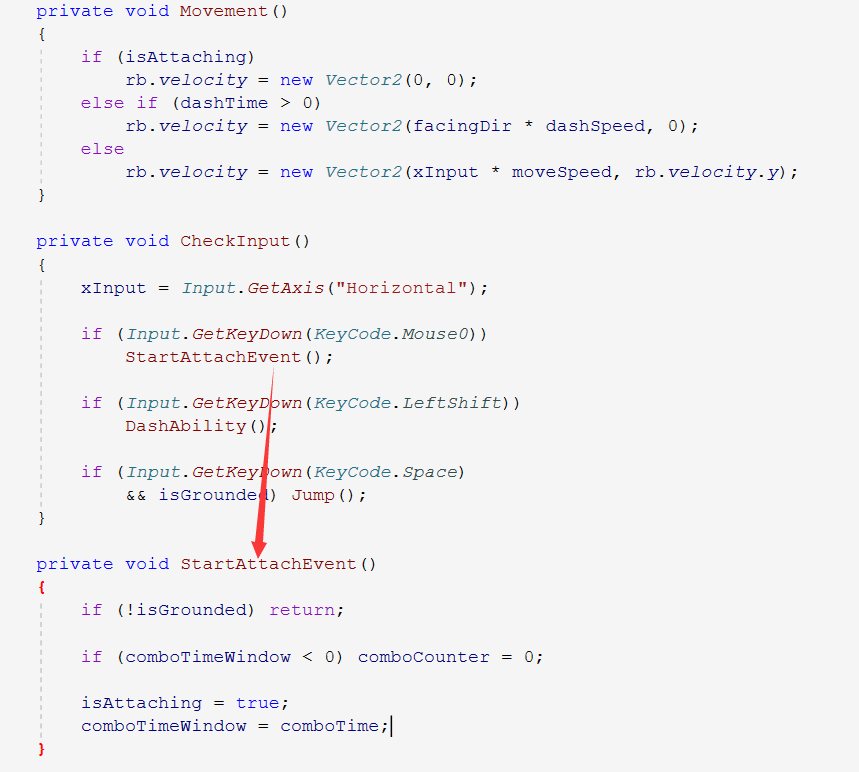 private void Movement()
{
    if (isAttaching)
        rb.velocity = new Vector2(0, 0);
    else if (dashTime > 0)
        rb.velocity = new Vector2(facingDir * dashSpeed, 0);
    else
        rb.velocity = new Vector2(xInput * moveSpeed, rb.velocity.y);
}
private void CheckInput()
{
    xInput = Input.GetAxis("Horizontal");
    if (Input.GetKeyDown(KeyCode.Mouse0))
        StartAttachEvent();
    if (Input.GetKeyDown(KeyCode.LeftShift))
        DashAbility();
    if (Input.GetKeyDown(KeyCode.Space)
        && isGrounded) Jump();
}
private void StartAttachEvent()
{
    if (!isGrounded) return;
    if (comboTimeWindow < 0) comboCounter = 0;
    isAttaching = true;
    comboTimeWindow = comboTime;
}